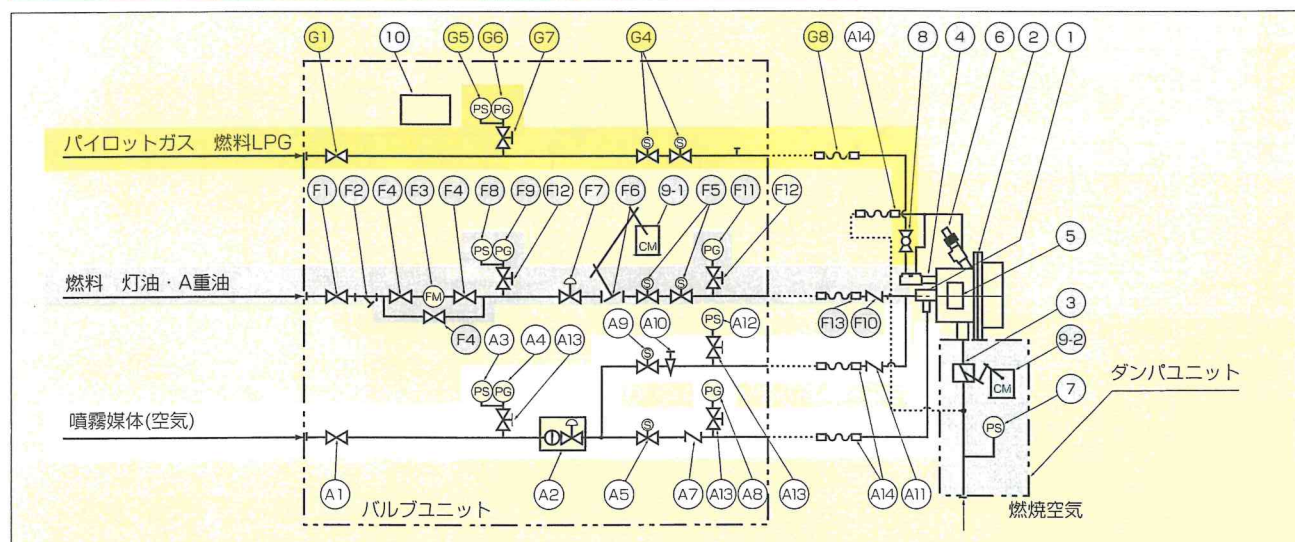 G1 10 G5 G6 G7 G4 G8 A14 8 4 6 2 1
PS PG S S
パイロットガス 燃料LPG
F1 F2 F4 F3 F4 F8 F9 F12 F7 F6 9-1 F5 F11 F12
PS PG CM PG
5
燃料 灯油・A重油
FM S S
F4 A3 A4 A13 A9 A10 PS A12 F13 F10 3 9-2
S CM
ダンパユニット
PS PG PG 7
噴霧媒体(空気)
S PS
A1 A2 A5 A7 A13 A8 A13 A14 A11
バルブユニット
燃焼空気